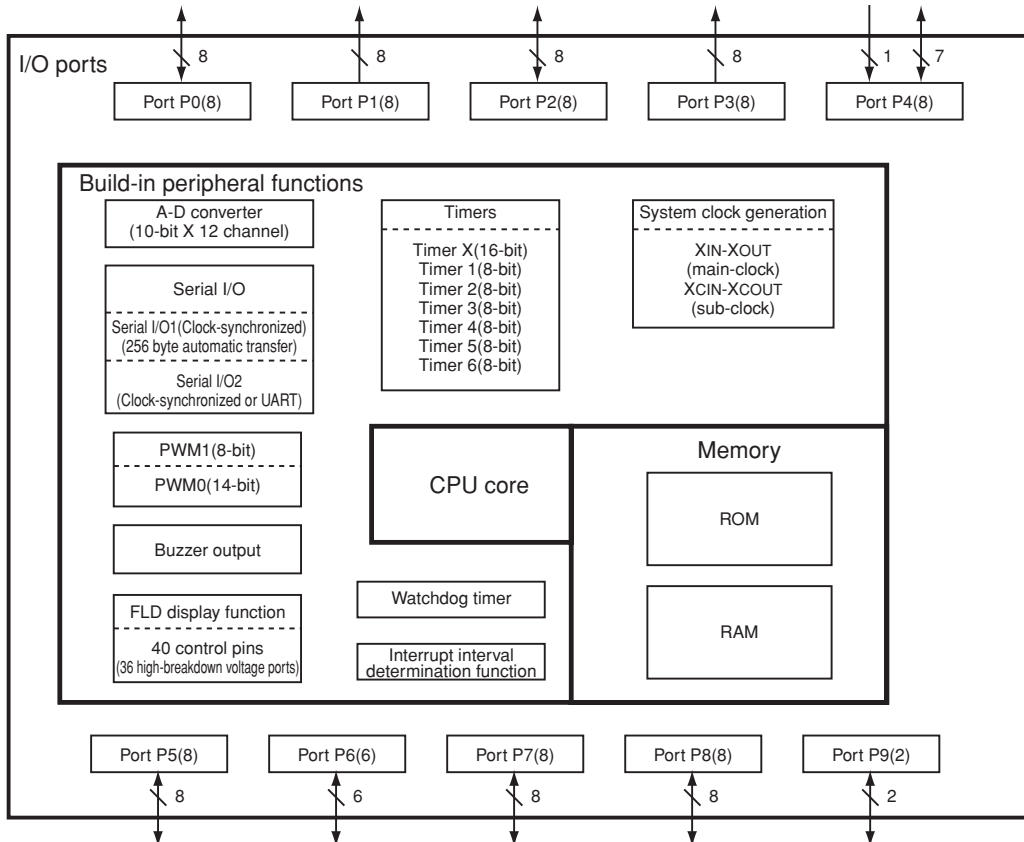 I/O ports
8
8
8
8
1
7
Port P0(8)
Port P1(8)
Port P2(8)
Port P3(8)
Port P4(8)
Build-in peripheral functions
A-D converter
(10-bit X 12 channel)
Serial I/O
Serial I/O1(Clock-synchronized)
(256 byte automatic transfer)
Serial I/O2
(Clock-synchronized or UART)
PWM1(8-bit)
PWM0(14-bit)
Buzzer output
FLD display function
40 control pins
(36 high-breakdown voltage ports)
Timers
Timer X(16-bit)
Timer 1(8-bit)
Timer 2(8-bit)
Timer 3(8-bit)
Timer 4(8-bit)
Timer 5(8-bit)
Timer 6(8-bit)
System clock generation
XIN-XOUT
(main-clock)
XCIN-XCOUT
(sub-clock)
CPU core
Watchdog timer
Interrupt interval
determination function
Memory
ROM
RAM
Port P5(8)
Port P6(6)
Port P7(8)
Port P8(8)
Port P9(2)
8
6
8
8
2